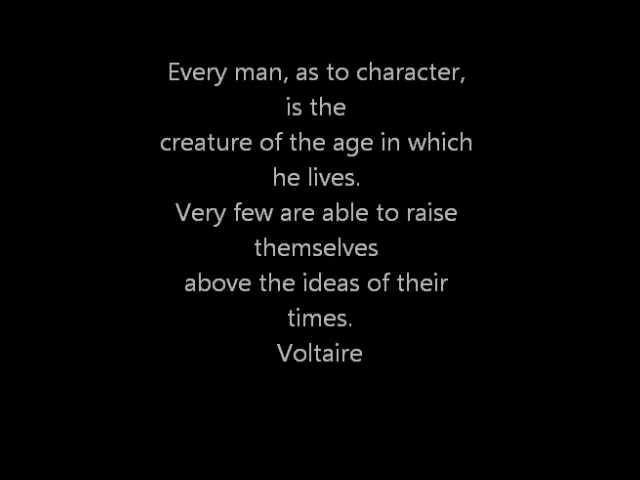 Every man, as to character,
is the
creature of the age in which
he lives.
Very few are able to raise
themselves
above the ideas of their
times.
Voltaire